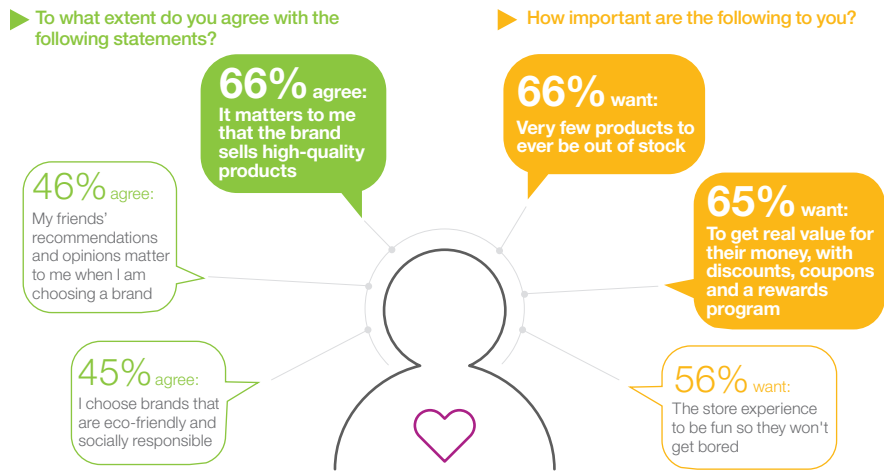 To what extent do you agree with the
following statements?
66% agree:
It matters to me
that the brand
sells high-quality
products
46% agree:
My friends'
recommendations
and opinions matter
to me when I am
choosing a brand
45% agree:
I choose brands that
are eco-friendly and
socially responsible
How important are the following to you?
66% want:
Very few products to
ever be out of stock
65% want:
To get real value for
their money, with
discounts, coupons
and a rewards
program
56% want:
The store experience
to be fun so they won't
get bored